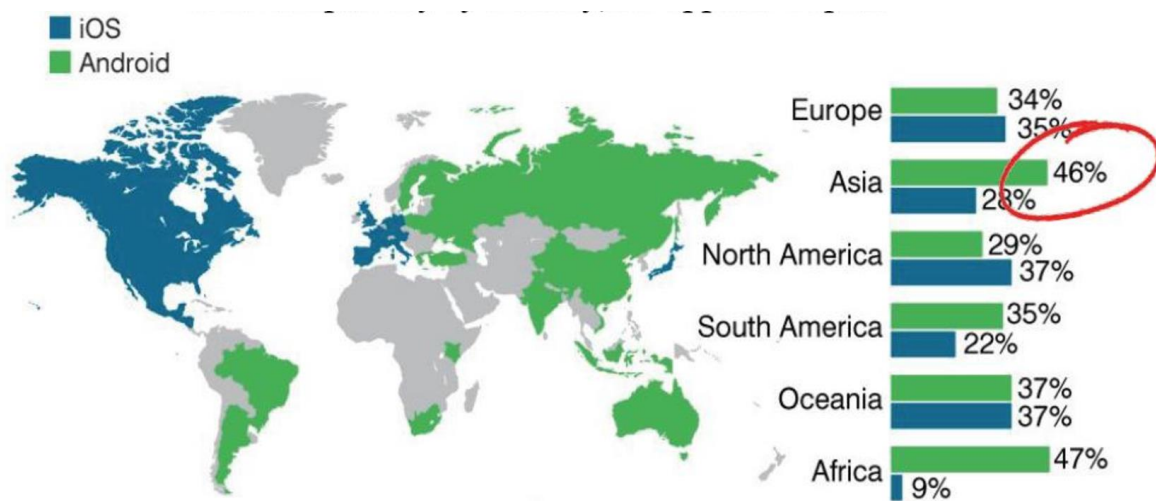 iOS
Android
Europe
34%
35%
Asia
46%
28%
North America
29%
37%
South America
35%
22%
Oceania
37%
37%
Africa
47%
9%